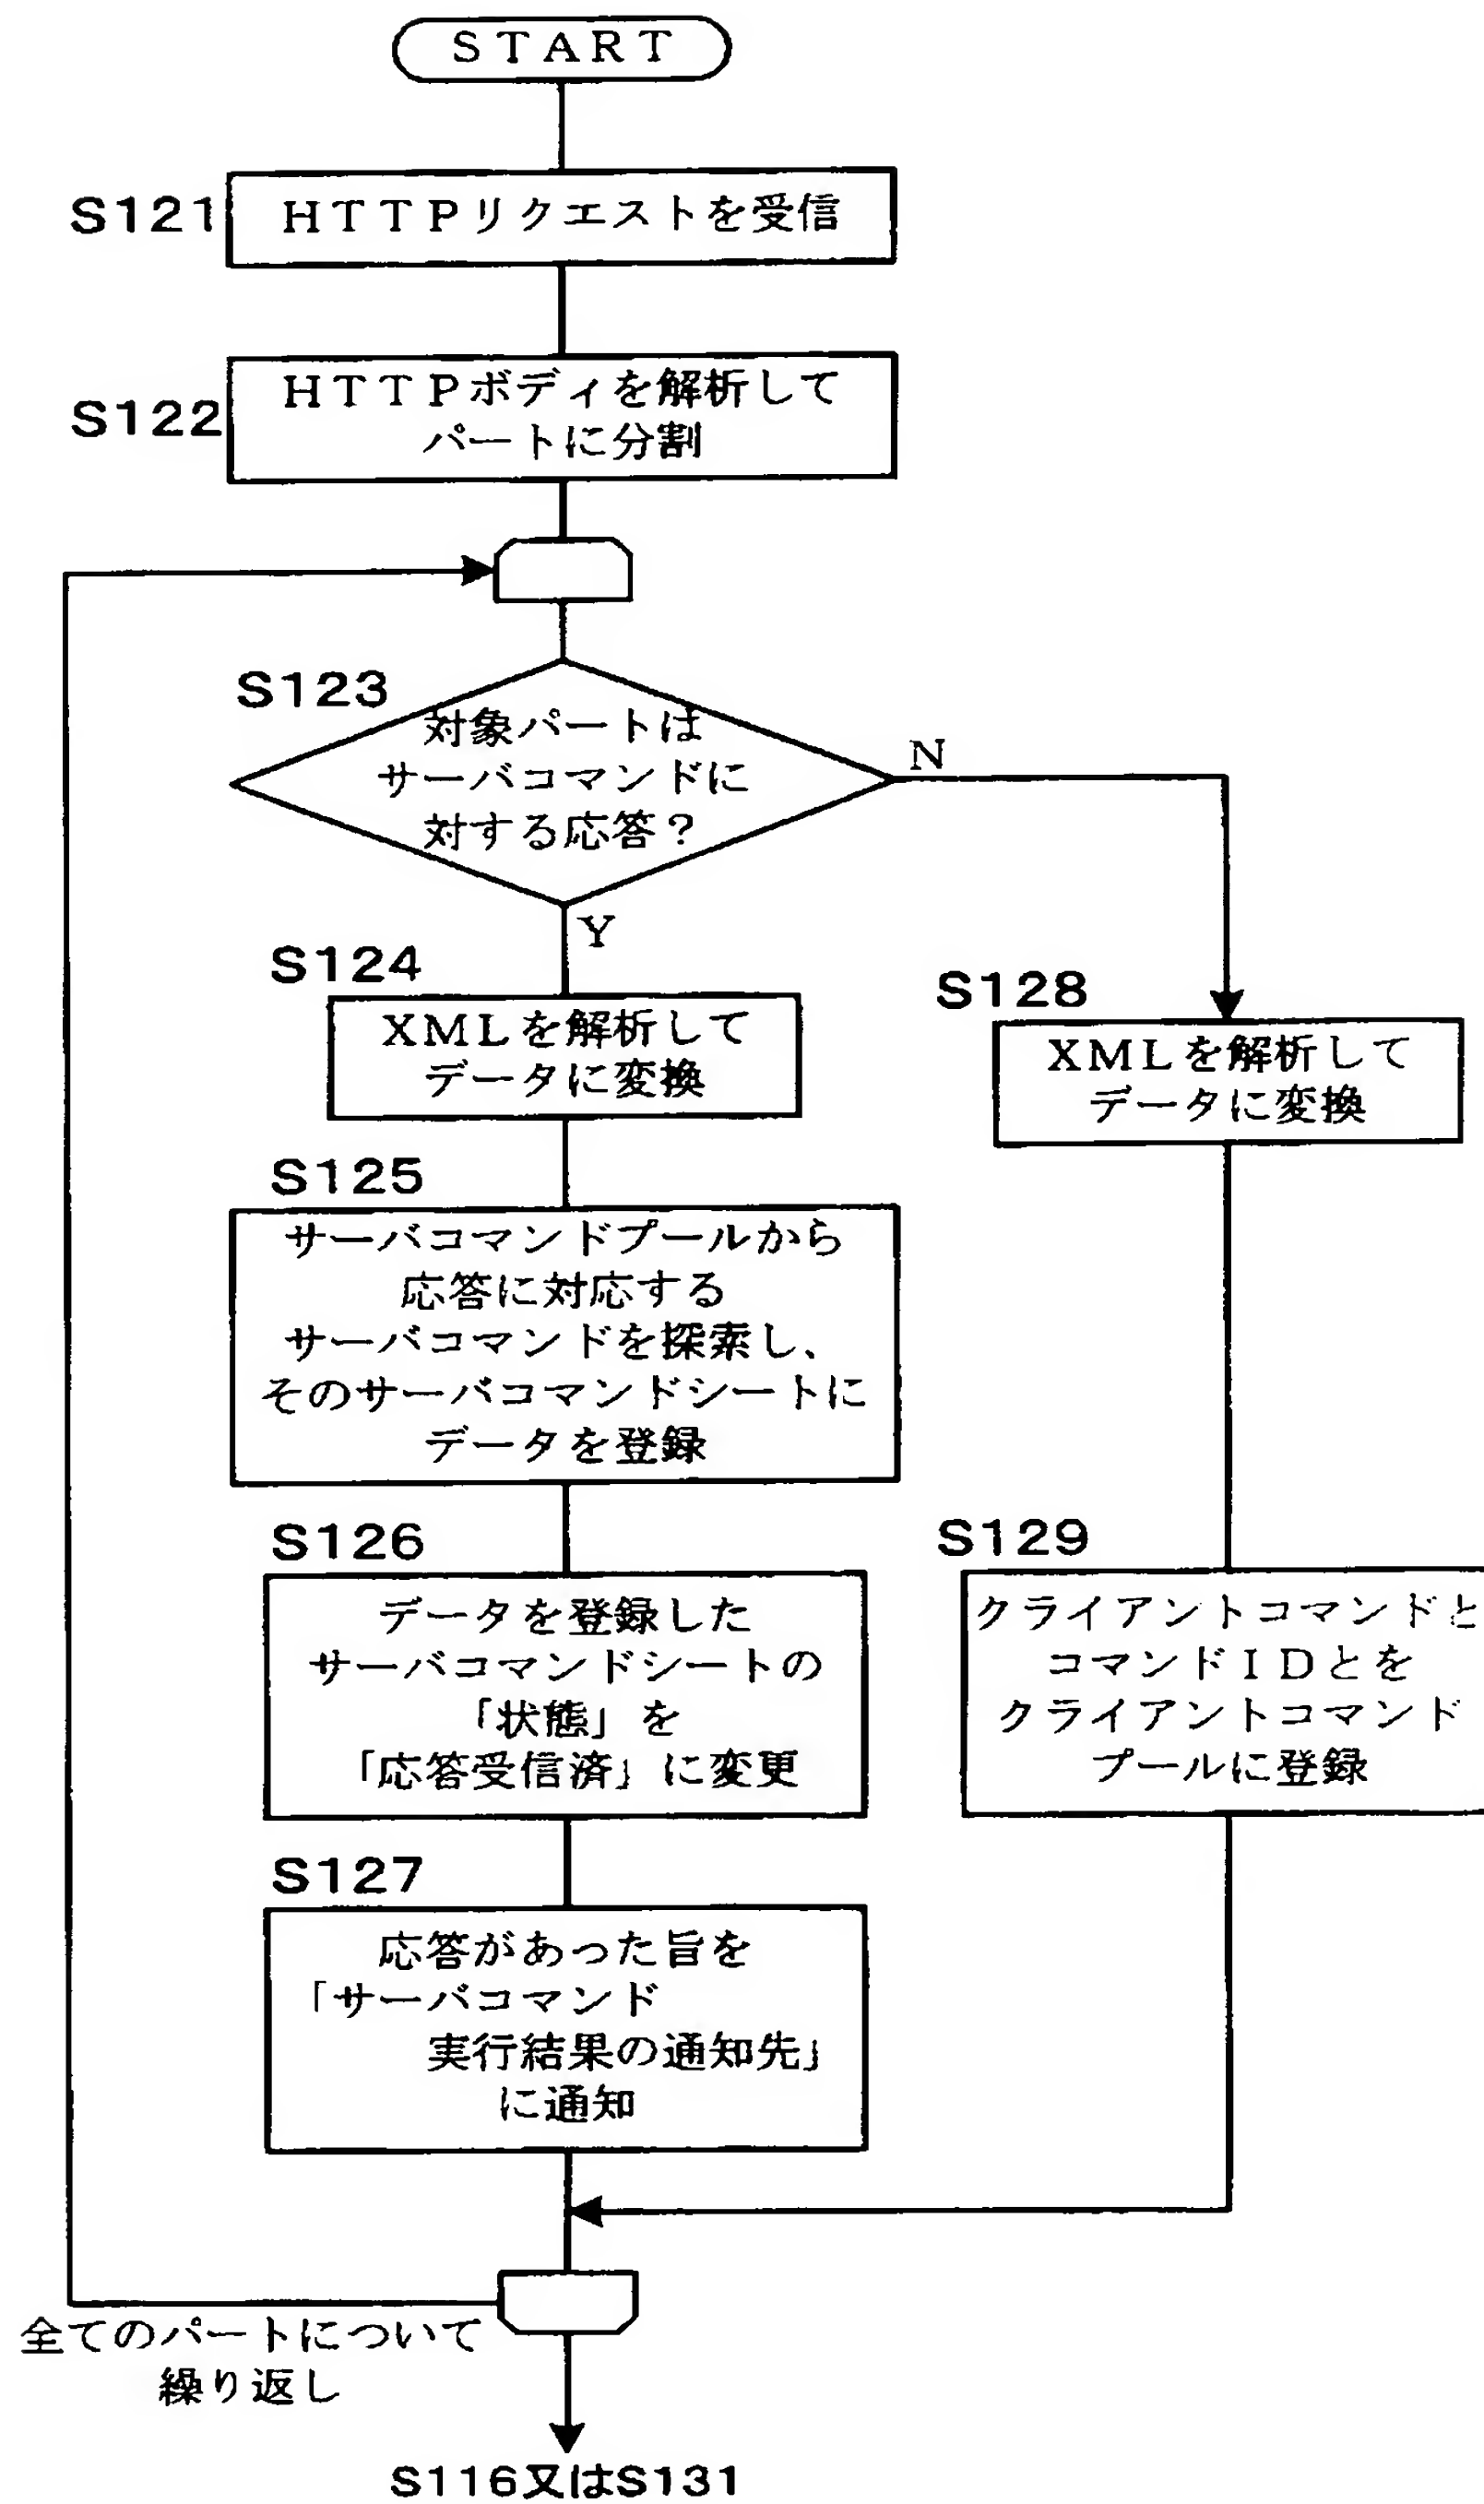 ＳＴＡＲＴ
S121
ＨＴＴＰリクエストを受信
S122
ＨＴＴＰボディを解析して
パートに分割
S123
対象パートは
サーバコマンドに
対する応答？
N
Y
S124
ＸＭＬを解析して
データに変換
S125
サーバコマンドプールから
応答に対応する
サーバコマンドを探索し、
そのサーバコマンドシートに
データを登録
S126
データを登録した
サーバコマンドシートの
「状態」を
「応答受信済」に変更
S127
応答があった旨を
「サーバコマンド
実行結果の通知先」
に通知
S128
ＸＭＬを解析して
データに変換
S129
クライアントコマンドと
コマンドＩＤとを
クライアントコマンド
プールに登録
全てのパートについて
繰り返し
S116又はS131